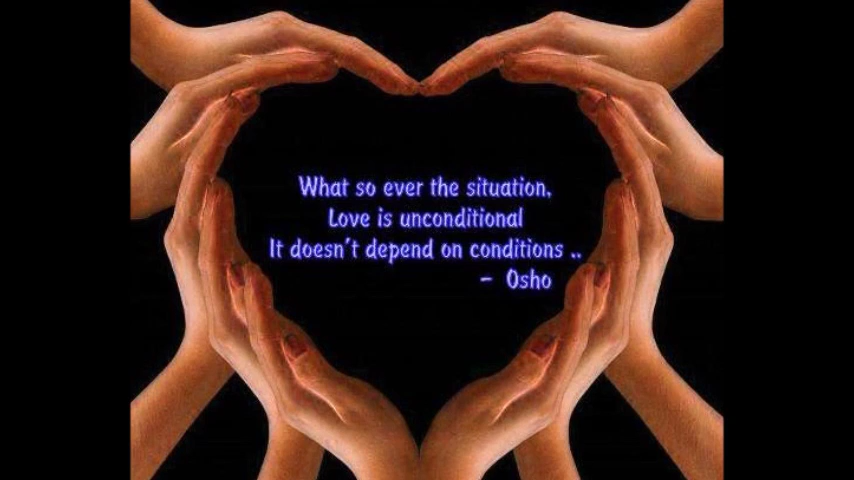 What so ever the situation,
Love is unconditional
It doesn't depend on conditions ..
- Osho